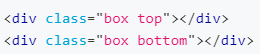 <div class="box top"></div>
<div class="box bottom"></div>